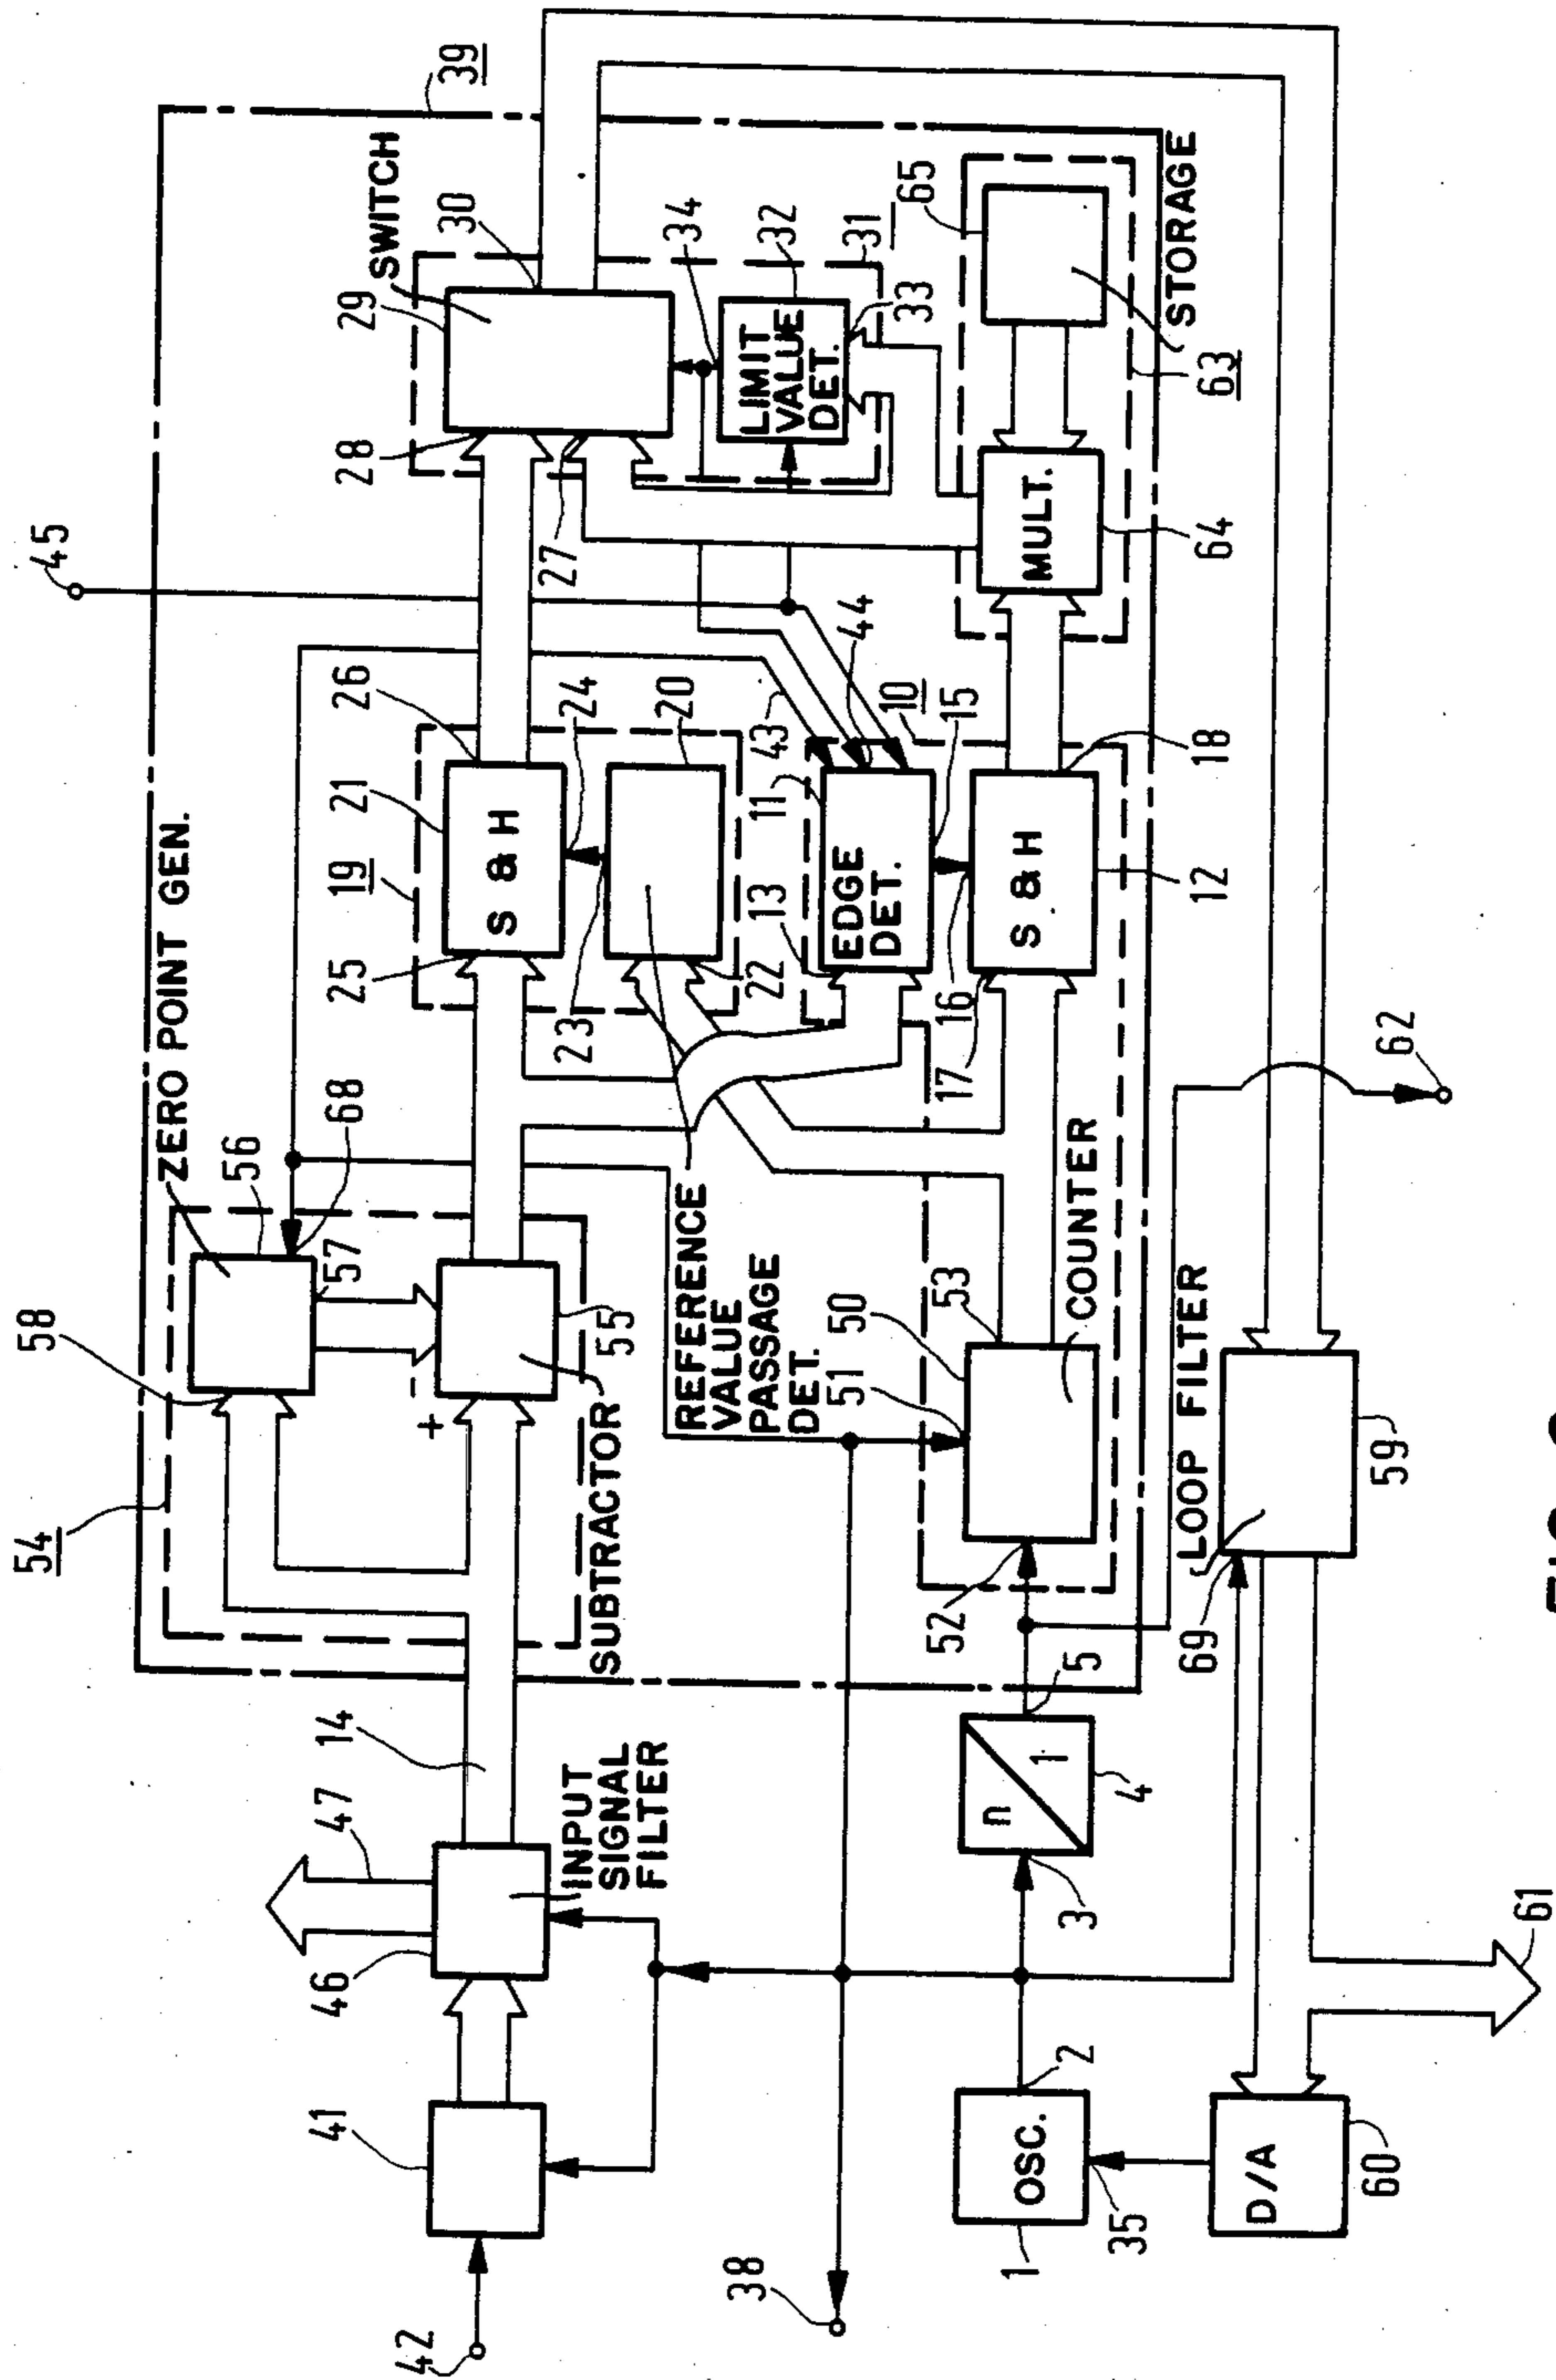 54
58
56
ZERO POINT GEN.
45
39
68
57
SWITCH
42
41
46
47
14
-
+
55
25
19
21
26
28
29
30
S & H
24
27
34
INPUT
SIGNAL
FILTER
SUBTRACTOR
REFERENCE
VALUE
PASSAGE
DET.
23
22
20
LIMIT
VALUE
DET.
32
33
31
38
13
11
43
44
10
EDGE
DET.
15
16
17
S & H
18
12
51
50
53
COUNTER
52
5
65
MULT.
64
63
STORAGE
1
OSC.
2
35
3
n
1
4
69
LOOP FILTER
59
62
D/A
60
61